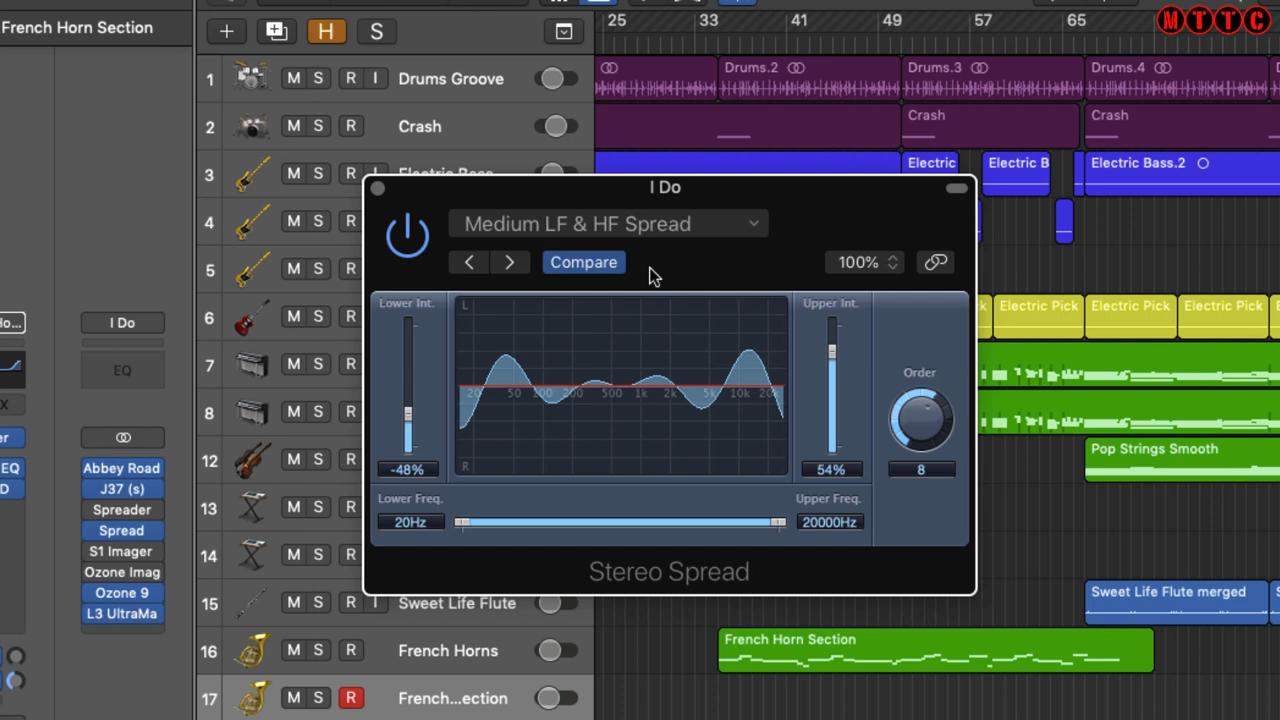 French Horn Section
H S
25 33 41 49 57 65
MTTC
1 M S R I Drums Groove
Drums.2 Drums.3 Drums.4
2 M S R Crash
Crash Crash
3 M S R I Electric Bass
Electric Electric B Electric Bass.2
4 M S R
5 M S R
6 M S R
k Electric Pick Electric Pick Electric Pick
7 M S R
8 M S R
12 M S R
Pop Strings Smooth
13 M S R
14 M S R
15 M S R I Sweet Life Flute
Sweet Life Flute merged
16 M S R French Horns
French Horn Section
17 M S R French...ection
I Do
Medium LF & HF Spread
Compare
100%
Lower Int.
-48%
L
20 50 100 200 500 1k 2k 5k 10k 20k
R
Upper Int.
54%
Order
8
Lower Freq.
20Hz
Upper Freq.
20000Hz
Stereo Spread
Ho...
I Do
EQ
X
er
EQ
D
Abbey Road
J37 (s)
Spreader
Spread
S1 Imager
Ozone Imag
Ozone 9
L3 UltraMa